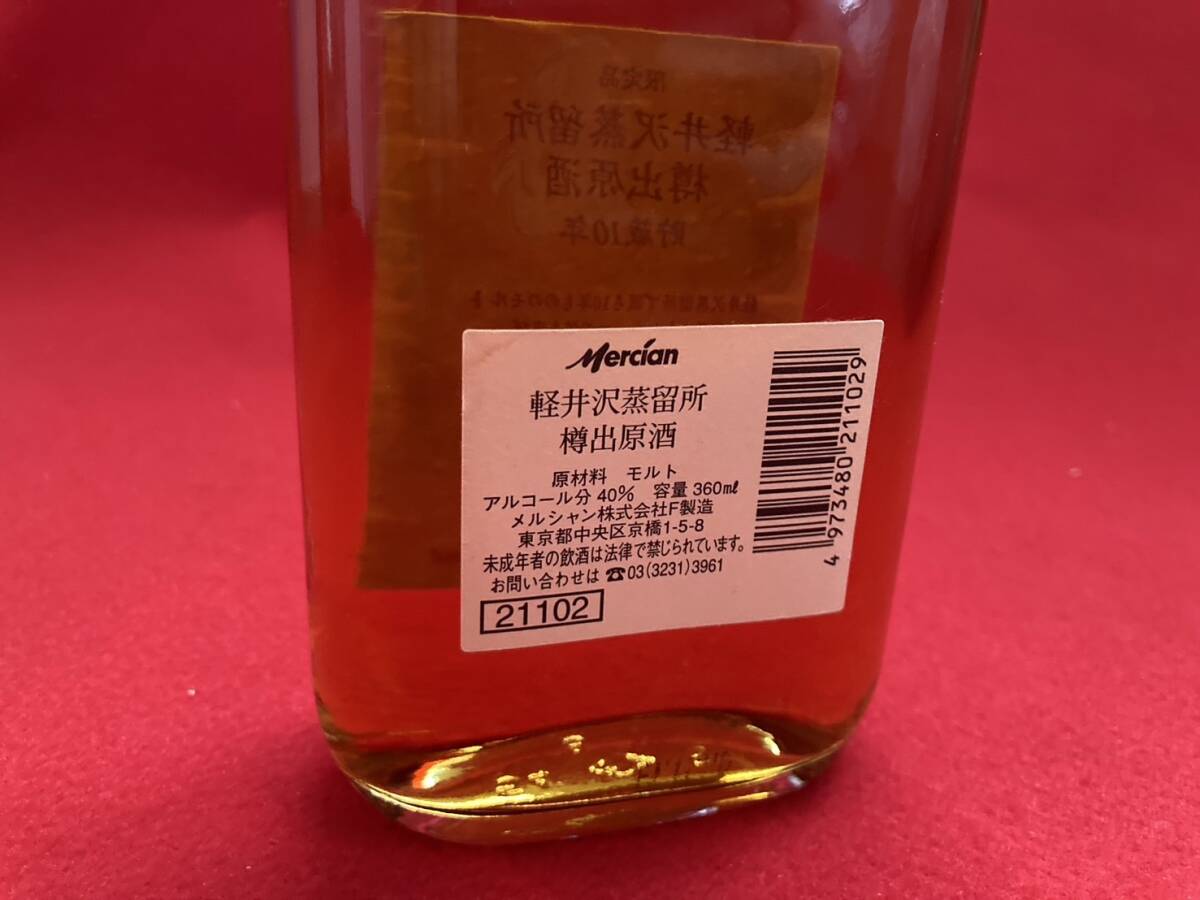 限定品
軽井沢蒸留所
樽出原酒
貯蔵10年
Mercian
軽井沢蒸留所
樽出原酒
原材料 モルト
アルコール分 40% 容量 360㎖
メルシャン株式会社F製造
東京都中央区京橋1-5-8
未成年者の飲酒は法律で禁じられています。
お問い合わせは ☎03(3231)3961
21102
4 973480 211029